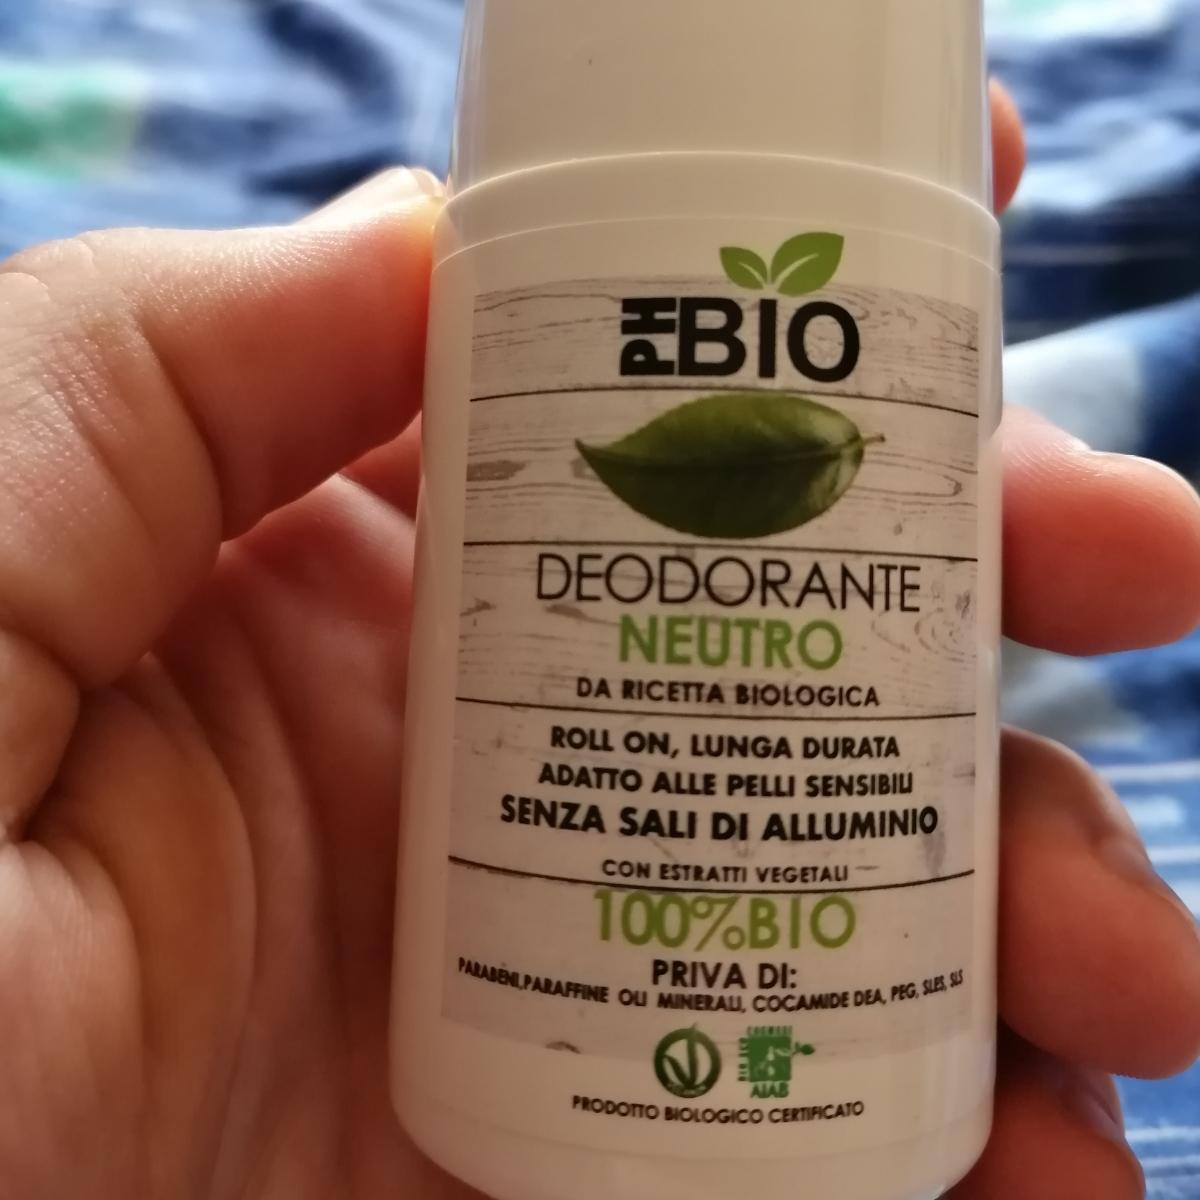 PH BIO
DEODORANTE
NEUTRO
DA RICETTA BIOLOGICA
ROLL ON, LUNGA DURATA
ADATTO ALLE PELLI SENSIBILI
SENZA SALI DI ALLUMINIO
CON ESTRATTI VEGETALI
100%BIO
PRIVA DI:
PARABENI,PARAFFINE OLI MINERALI, COCAMIDE DEA, PEG, SLES, SLS
AIAB
PRODOTTO BIOLOGICO CERTIFICATO